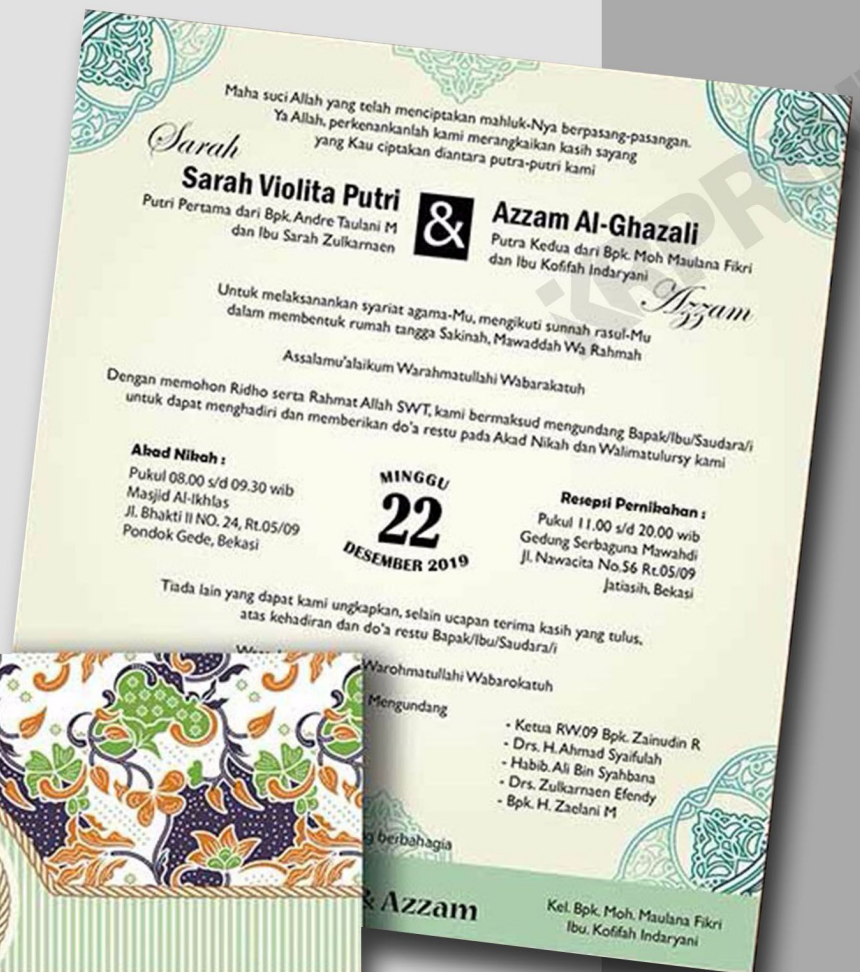 Maha suci Allah yang telah menciptakan mahluk-Nya berpasang-pasangan.
Ya Allah, perkenankanlah kami merangkaikan kasih sayang
yang Kau ciptakan diantara putra-putri kami
Sarah
Sarah Violita Putri
Putri Pertama dari Bpk. Andre Taulani M
dan Ibu Sarah Zulkarnaen
&
Azzam Al-Ghazali
Putra Kedua dari Bpk. Moh Maulana Fikri
dan Ibu Kofifah Indaryani
Azzam
Untuk melaksanankan syariat agama-Mu, mengikuti sunnah rasul-Mu
dalam membentuk rumah tangga Sakinah, Mawaddah Wa Rahmah
Assalamu'alaikum Warahmatullahi Wabarakatuh
Dengan memohon Ridho serta Rahmat Allah SWT, kami bermaksud mengundang Bapak/Ibu/Saudara/i
untuk dapat menghadiri dan memberikan do'a restu pada Akad Nikah dan Walimatulursy kami
Akad Nikah :
Pukul 08.00 s/d 09.30 wib
Masjid Al-Ikhlas
Jl. Bhakti II NO. 24, Rt.05/09
Pondok Gede, Bekasi
MINGGU
22
DESEMBER 2019
Resepsi Pernikahan :
Pukul 11.00 s/d 20.00 wib
Gedung Serbaguna Mawahdi
Jl. Nawacita No.56 Rt.05/09
Jatiasih, Bekasi
Tiada lain yang dapat kami ungkapkan, selain ucapan terima kasih yang tulus,
atas kehadiran dan do'a restu Bapak/Ibu/Saudara/i
Warohmatullahi Wabarokatuh
Mengundang
- Ketua RW.09 Bpk. Zainudin R
- Drs. H. Ahmad Syaifulah
- Habib. Ali Bin Syahbana
- Drs. Zulkarnaen Efendy
- Bpk. H. Zaelani M
berbahagia
& Azzam
Kel. Bpk. Moh. Maulana Fikri
Ibu. Kofifah Indaryani